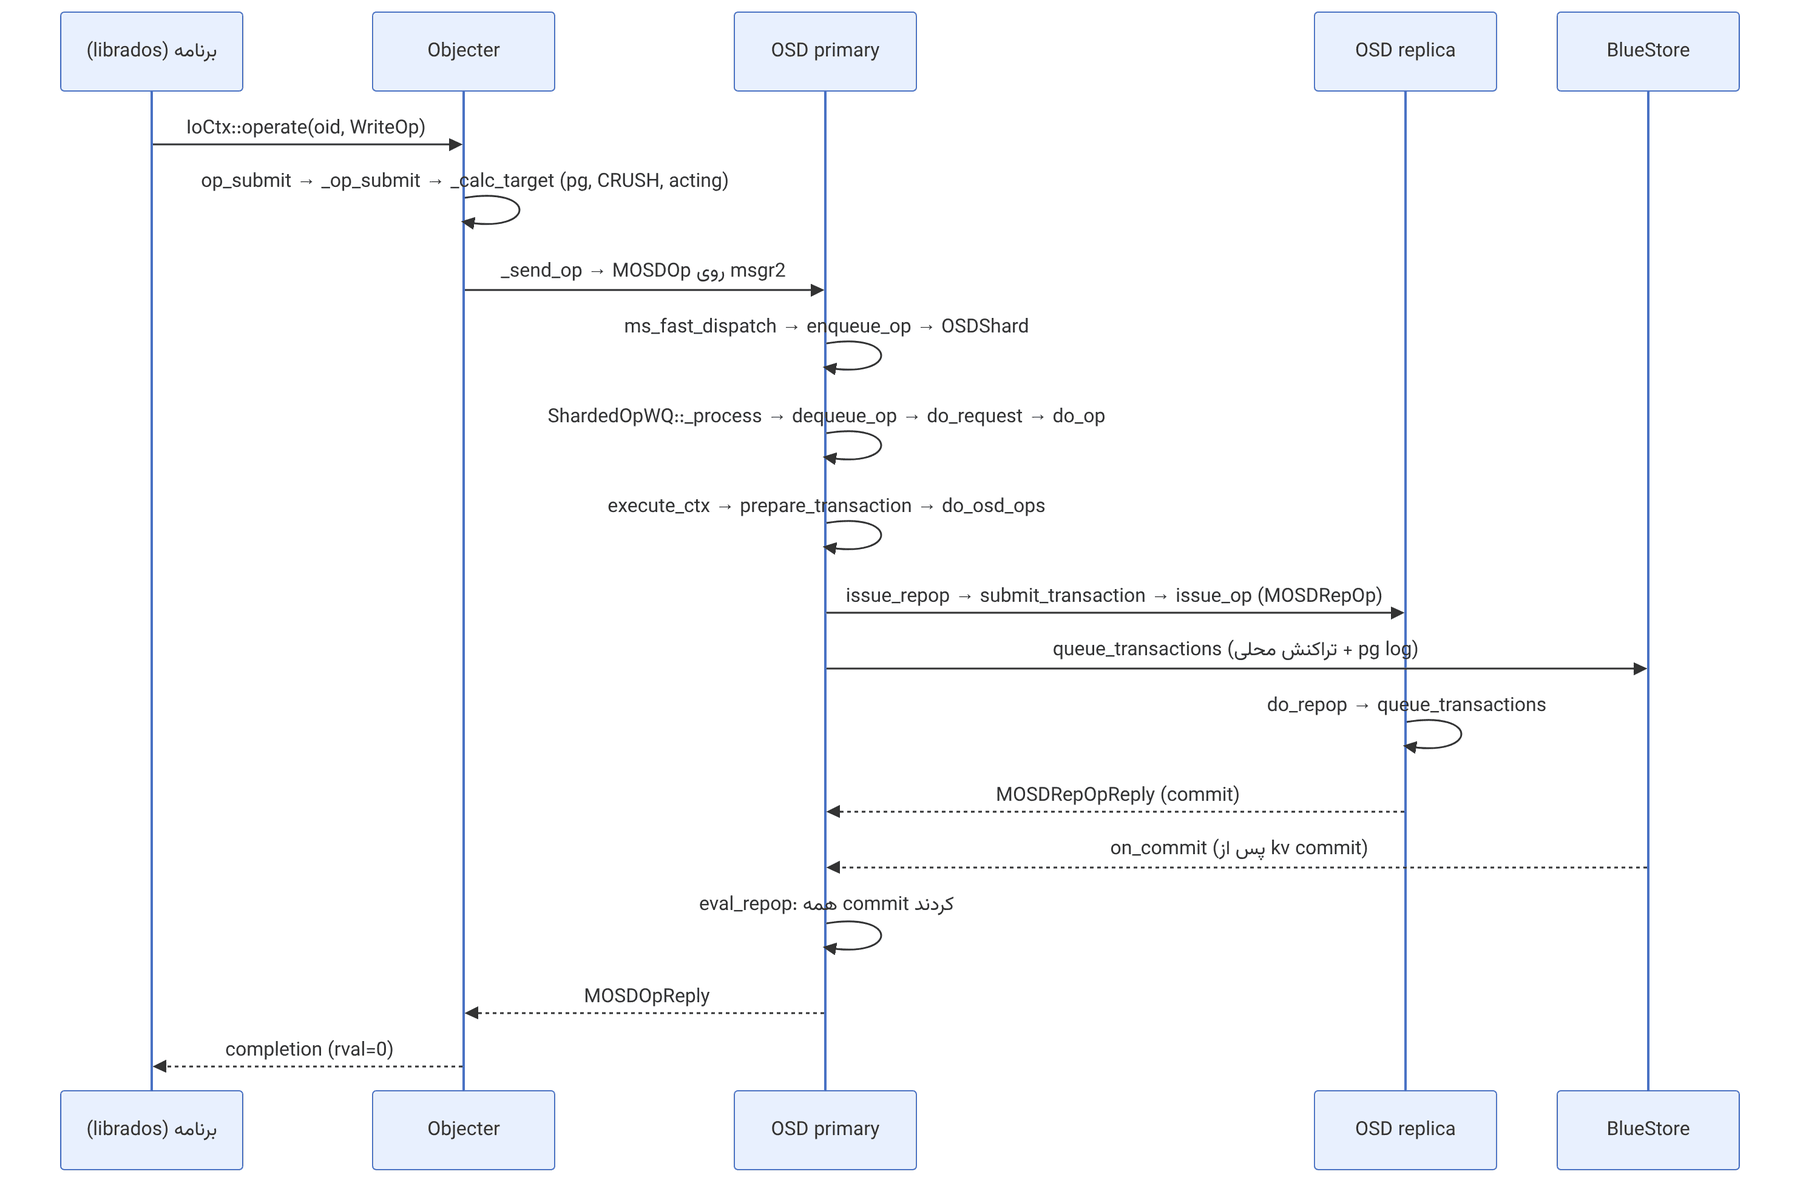 برنامه (librados)
Objecter
OSD primary
OSD replica
BlueStore
IoCtx::operate(oid, WriteOp)
op_submit → _op_submit → _calc_target (pg, CRUSH, acting)
_send_op → MOSDOp روی msgr2
ms_fast_dispatch → enqueue_op → OSDShard
ShardedOpWQ::_process → dequeue_op → do_request → do_op
execute_ctx → prepare_transaction → do_osd_ops
issue_repop → submit_transaction → issue_op (MOSDRepOp)
queue_transactions (تراکنش محلی + pg log)
do_repop → queue_transactions
MOSDRepOpReply (commit)
on_commit (پس از kv commit)
eval_repop: همه commit کردند
MOSDOpReply
completion (rval=0)
برنامه (librados)
Objecter
OSD primary
OSD replica
BlueStore